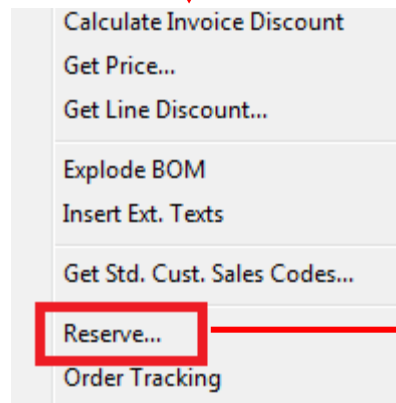 Calculate Invoice Discount
Get Price...
Get Line Discount...
Explode BOM
Insert Ext. Texts
Get Std. Cust. Sales Codes...
Reserve...
Order Tracking